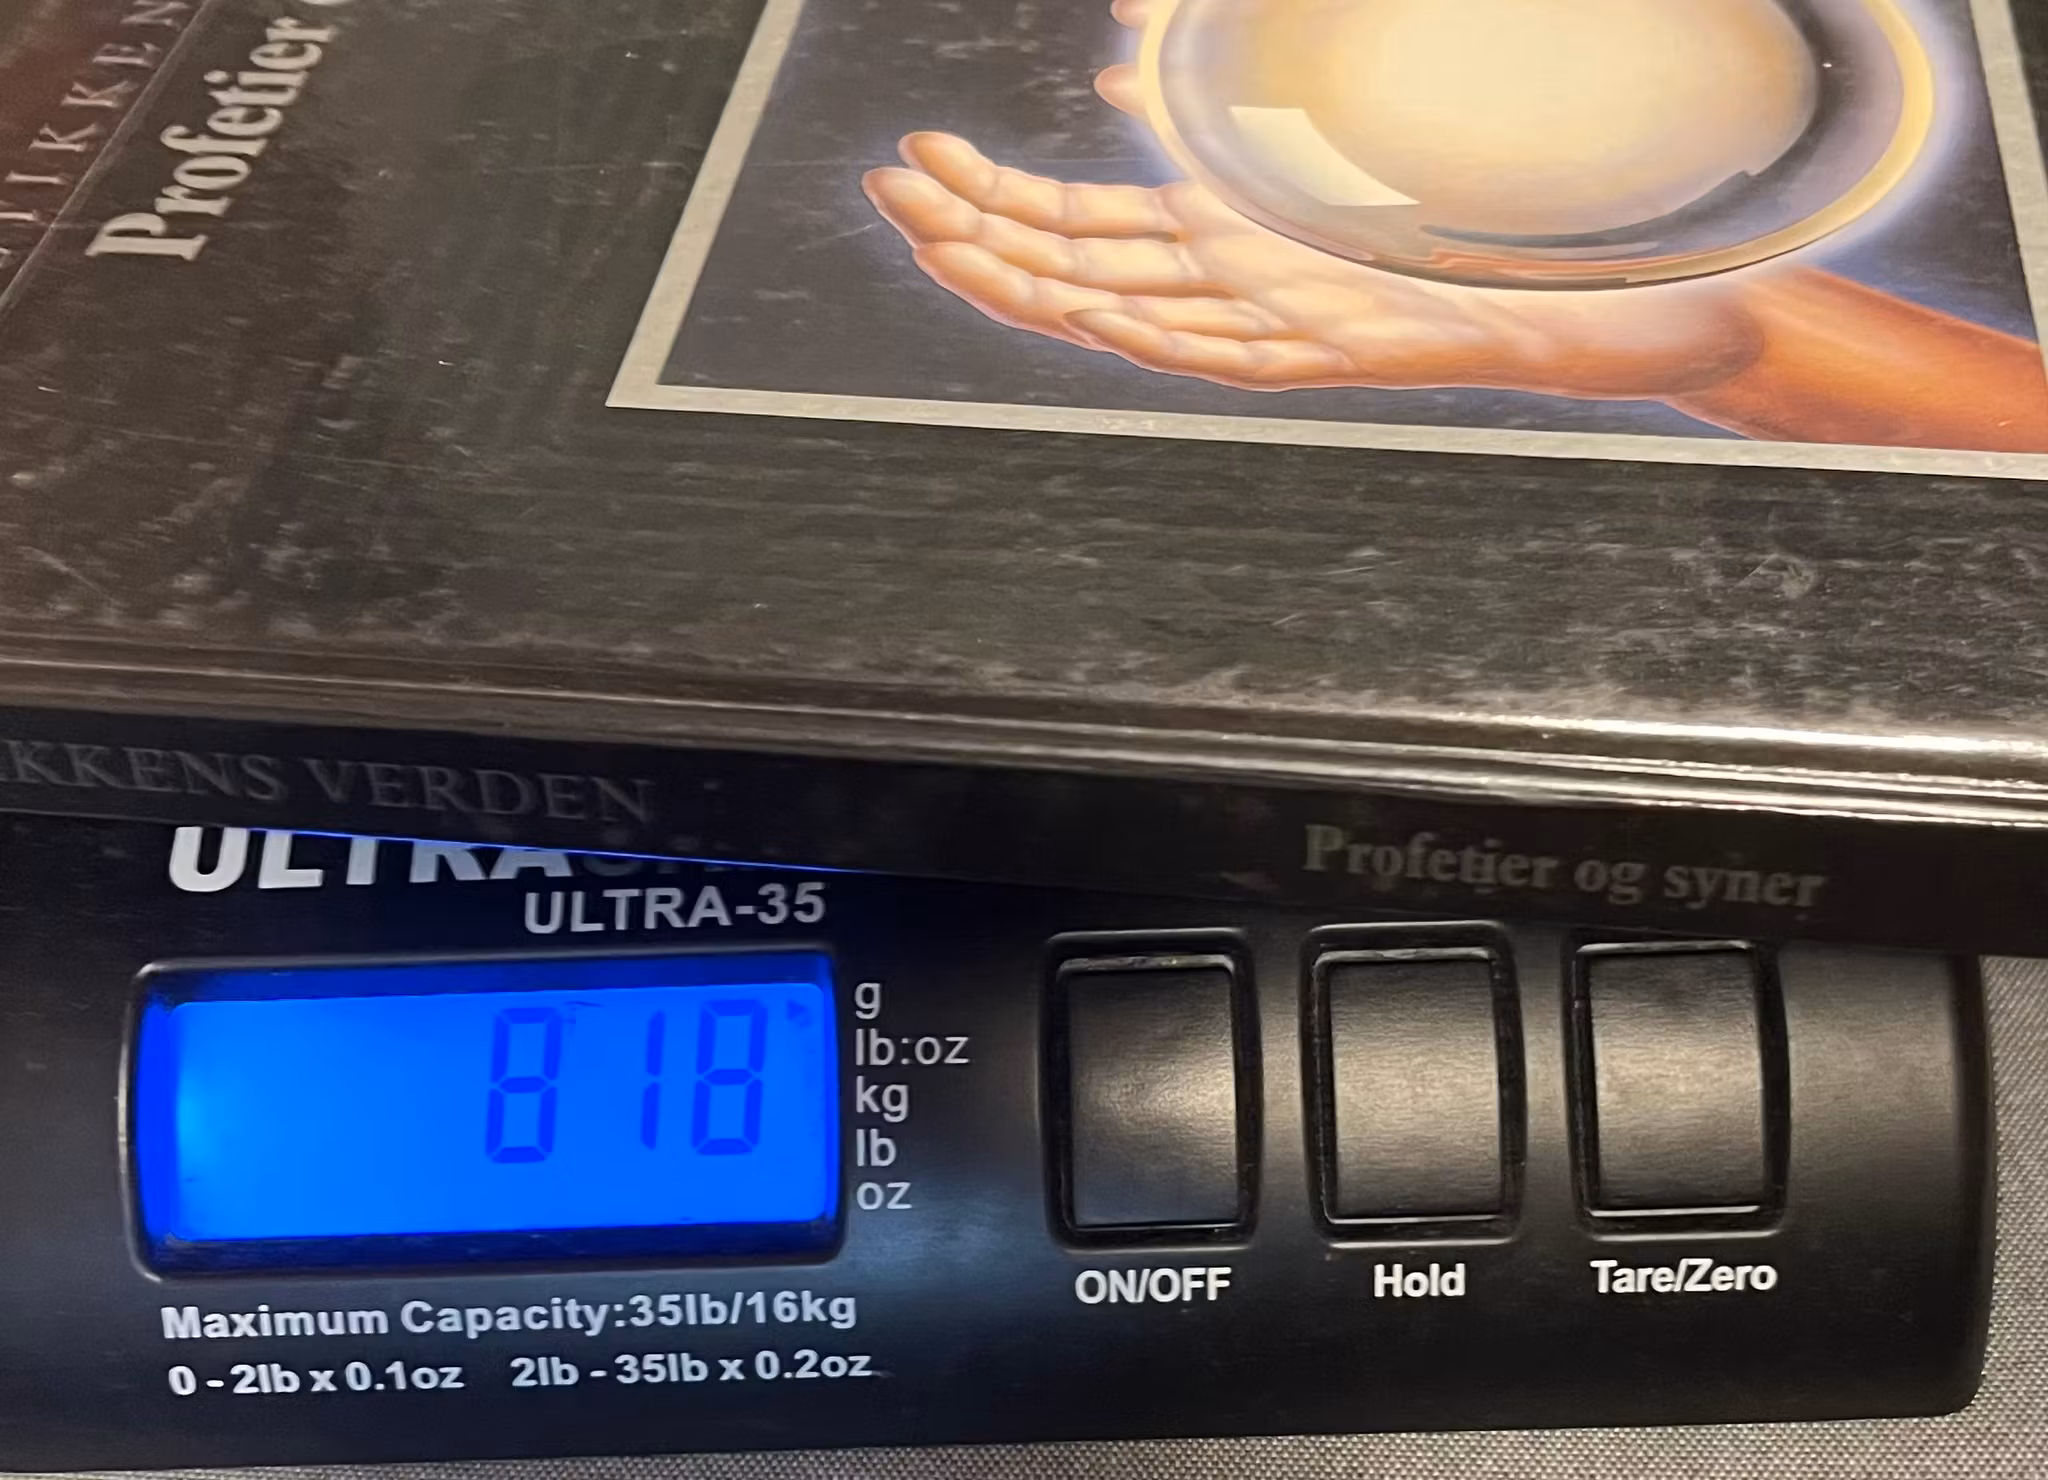 Profetier
KKENS VERDEN
Profetier og syner
ULTRA
ULTRA-35
818
g
lb:oz
kg
lb
oz
ON/OFF
Hold
Tare/Zero
Maximum Capacity:35lb/16kg
0 - 2lb x 0.1oz 2lb - 35lb x 0.2oz